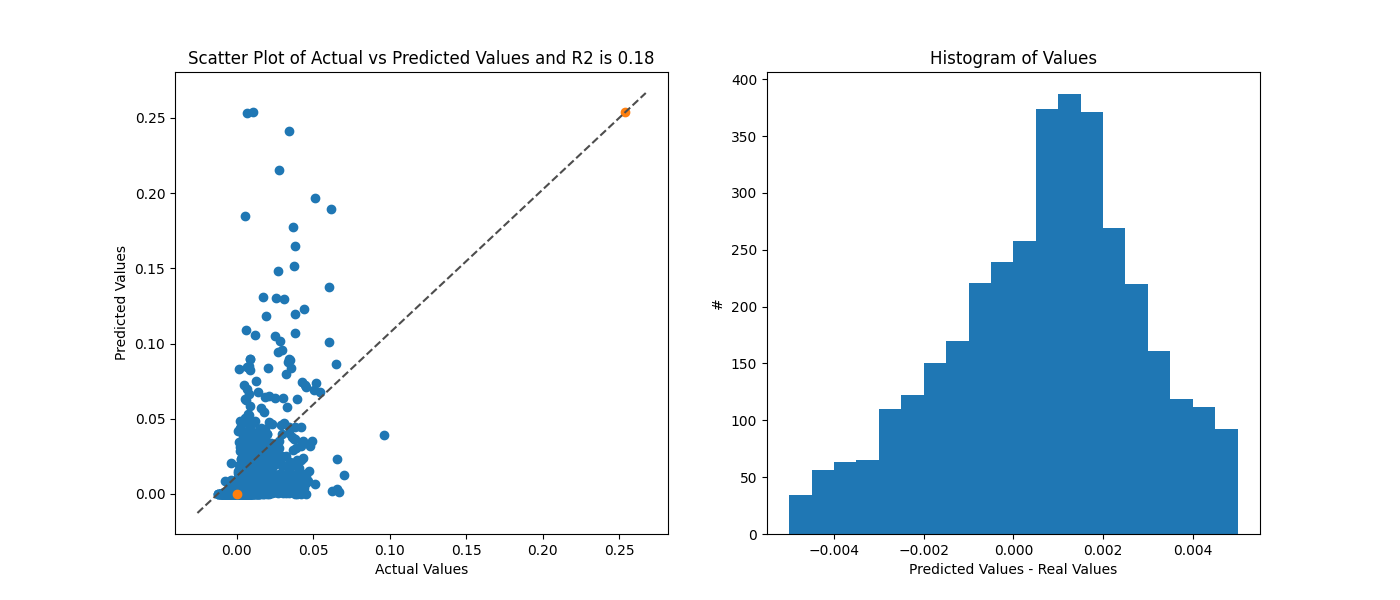 Scatter Plot of Actual vs Predicted Values and R2 is 0.18
0.25
0.20
0.15
0.10
0.05
0.00
Predicted Values
0.00 0.05 0.10 0.15 0.20 0.25
Actual Values
Histogram of Values
400
350
300
250
200
150
100
50
0
#
−0.004 −0.002 0.000 0.002 0.004
Predicted Values - Real Values